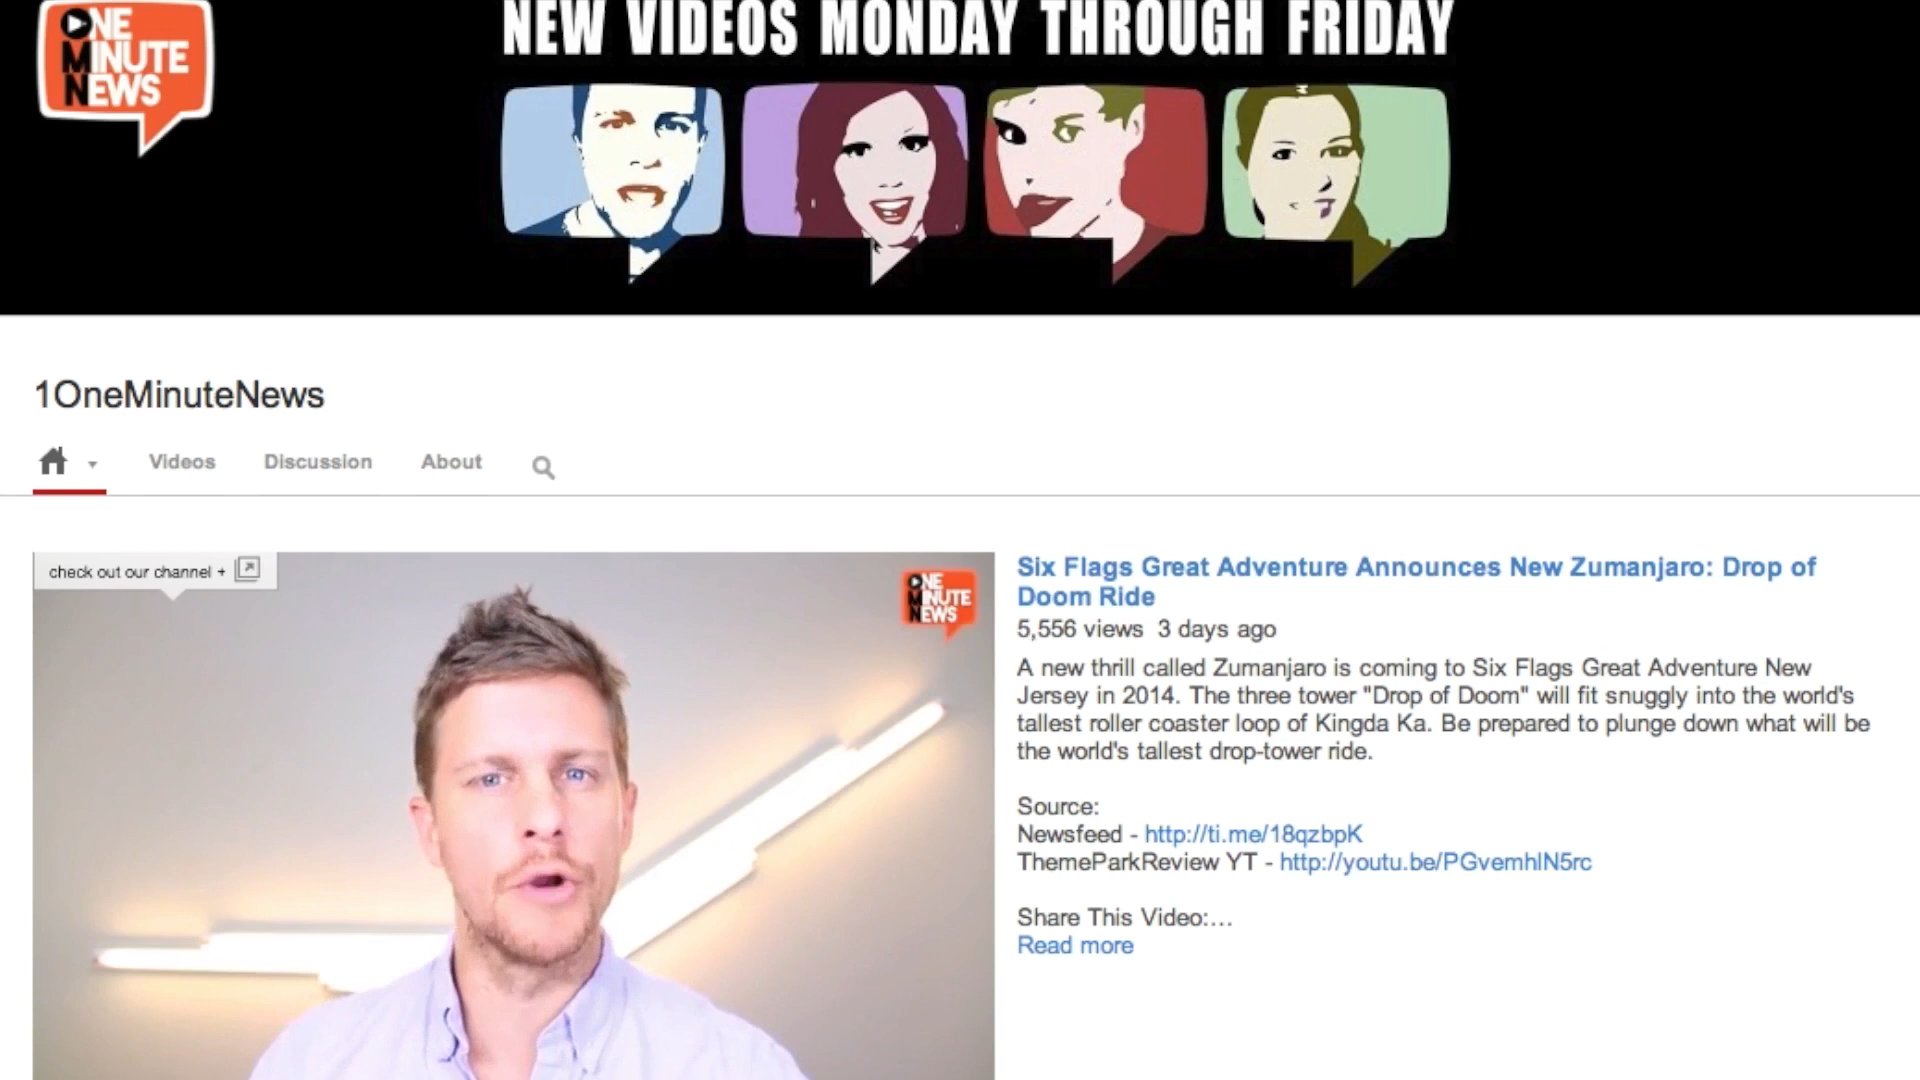 ONE
MINUTE
NEWS
NEW VIDEOS MONDAY THROUGH FRIDAY
1OneMinuteNews
Videos
Discussion
About
check out our channel +
ONE
MINUTE
NEWS
Six Flags Great Adventure Announces New Zumanjaro: Drop of
Doom Ride
5,556 views 3 days ago
A new thrill called Zumanjaro is coming to Six Flags Great Adventure New
Jersey in 2014. The three tower "Drop of Doom" will fit snuggly into the world's
tallest roller coaster loop of Kingda Ka. Be prepared to plunge down what will be
the world's tallest drop-tower ride.
Source:
Newsfeed - http://ti.me/18qzbpK
ThemeParkReview YT - http://youtu.be/PGvemhlN5rc
Share This Video:...
Read more